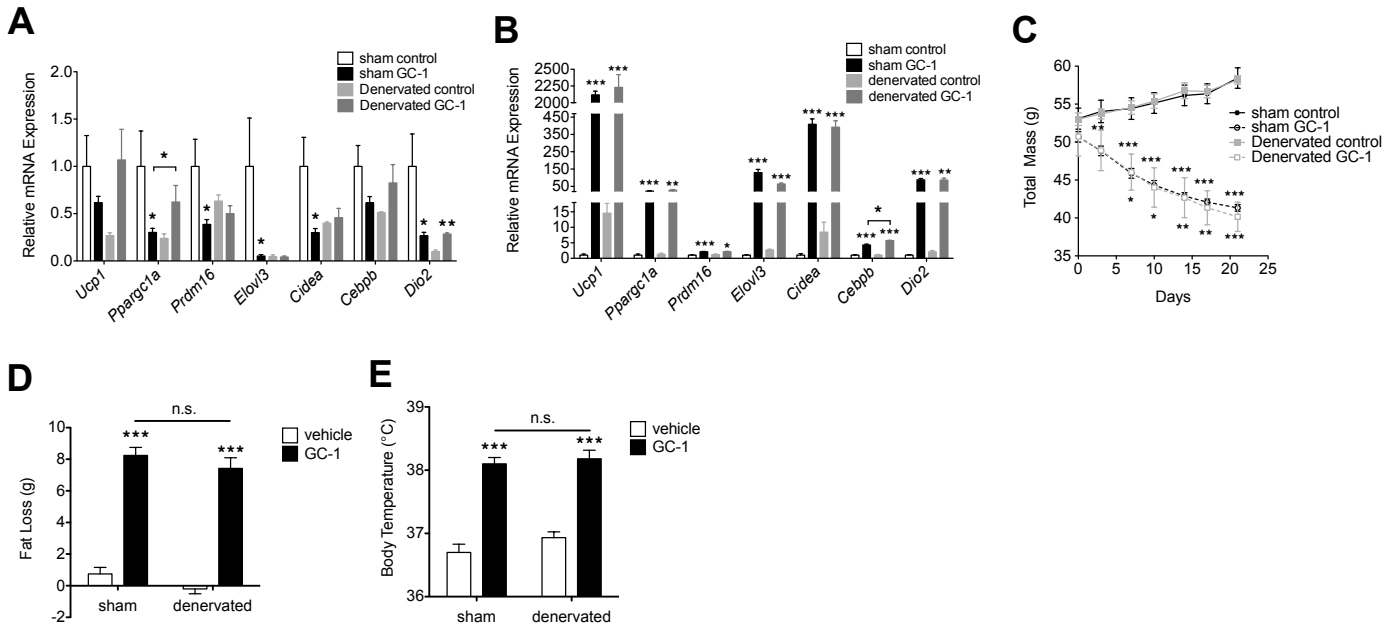 A
sham control
sham GC-1
Denervated control
Denervated GC-1
Relative mRNA Expression
2.0
1.5
1.0
0.5
0.0
*
*
*
*
*
*
**
Ucp1
Ppargc1a
Prdm16
Elovl3
Cidea
Cebpb
Dio2
B
sham control
sham GC-1
denervated control
denervated GC-1
Relative mRNA Expression
2500
2350
2200
450
350
250
150
50
15
10
5
0
***
***
***
**
***
*
***
***
***
***
*
***
***
***
**
Ucp1
Ppargc1a
Prdm16
Elovl3
Cidea
Cebpb
Dio2
C
Total Mass (g)
60
55
50
45
40
35
sham control
sham GC-1
Denervated control
Denervated GC-1
**
***
***
***
***
***
*
*
**
**
***
0
5
10
15
20
25
Days
D
n.s.
vehicle
GC-1
Fat Loss (g)
10
8
6
4
2
0
-2
***
***
sham
denervated
E
n.s.
vehicle
GC-1
Body Temperature (°C)
39
38
37
36
***
***
sham
denervated